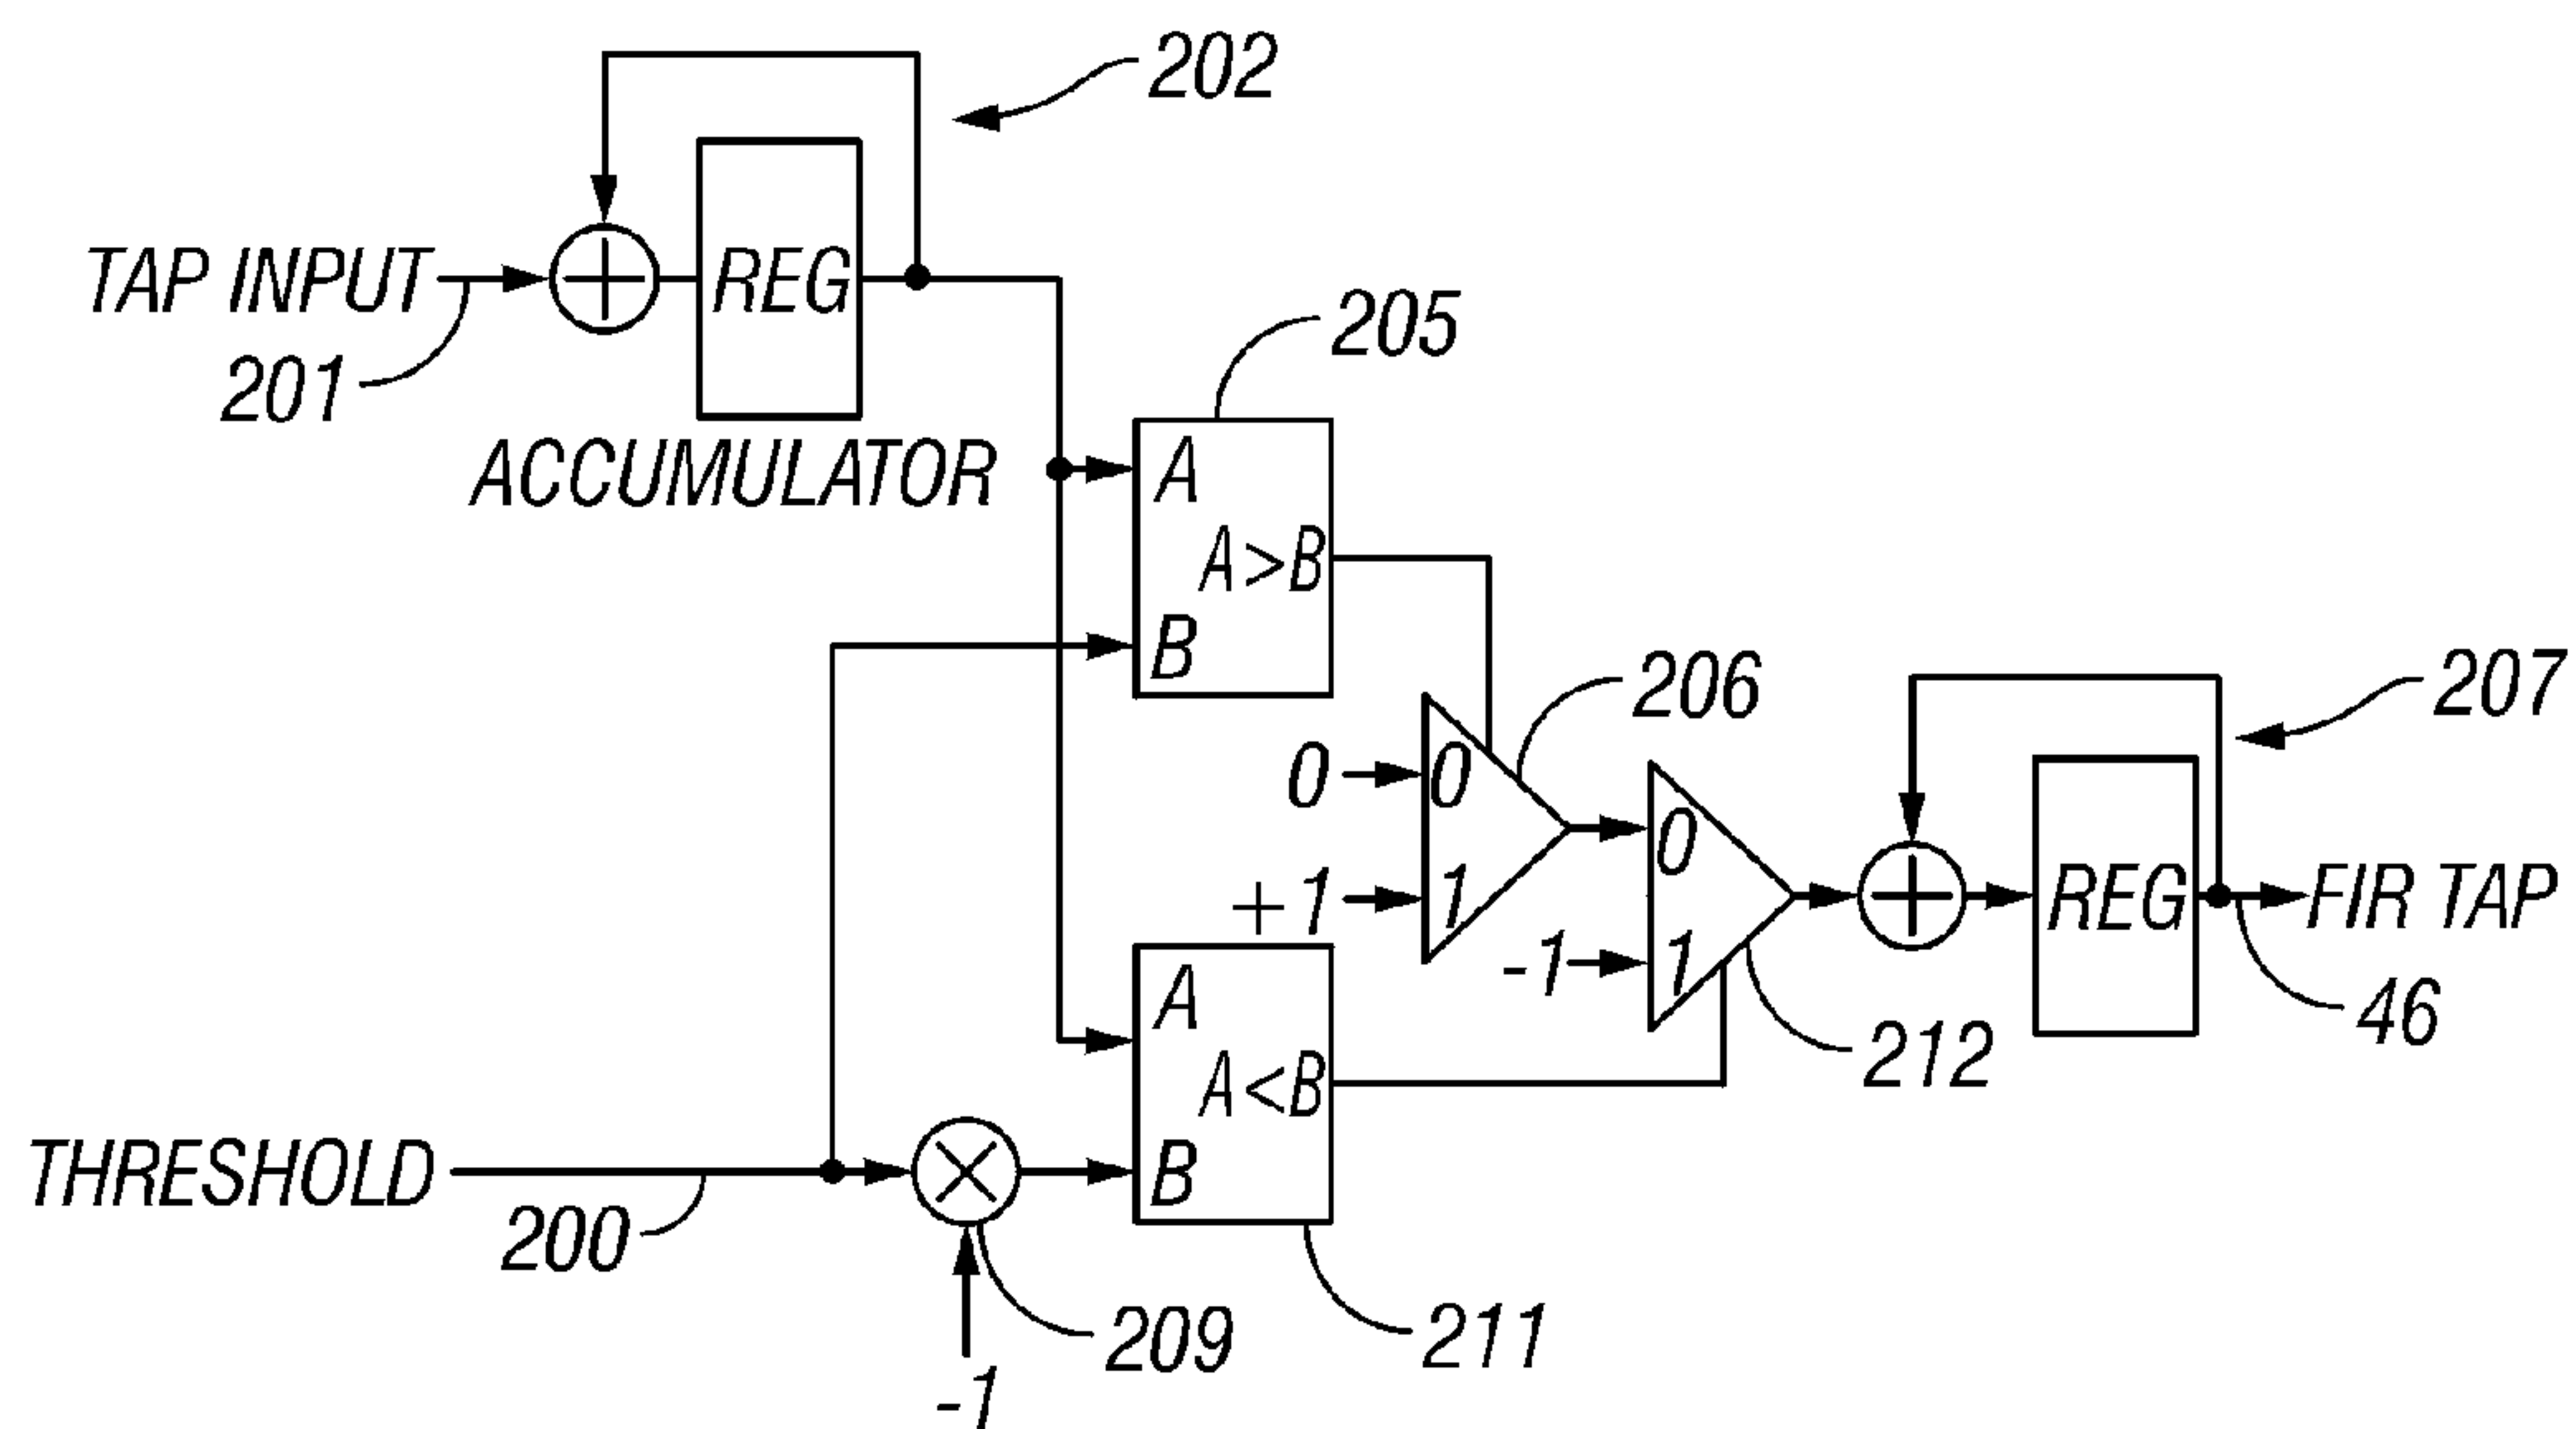 202
TAP INPUT
REG
201
205
ACCUMULATOR
A
A>B
B
206
207
0
0
0
+1
1
REG
FIR TAP
-1
1
A
46
A<B
212
THRESHOLD
B
200
209
211
-1